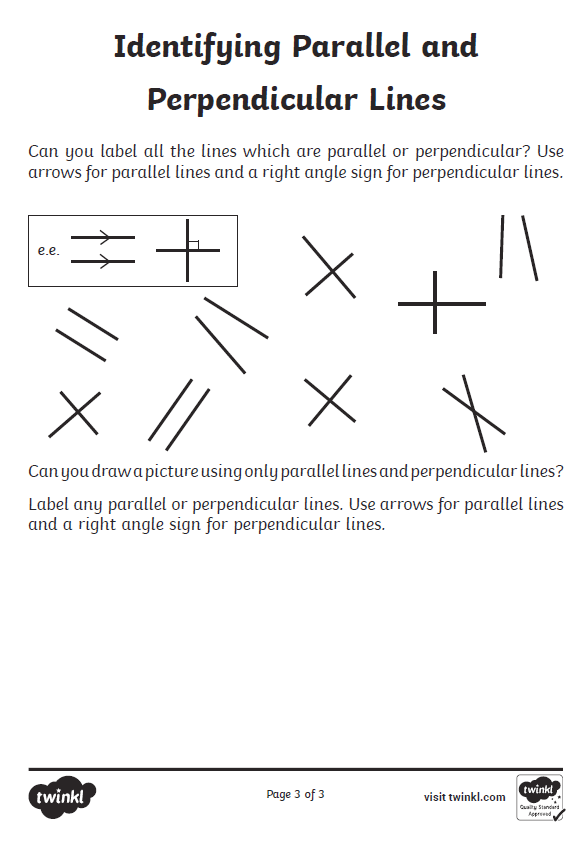 Identifying Parallel and
Perpendicular Lines
Can you label all the lines which are parallel or perpendicular? Use
arrows for parallel lines and a right angle sign for perpendicular lines.
e.e.
Can you draw a picture using only parallel lines and perpendicular lines?
Label any parallel or perpendicular lines. Use arrows for parallel lines
and a right angle sign for perpendicular lines.
twinkl
Page 3 of 3
visit twinkl.com
twinkl
Quality Standard
Approved